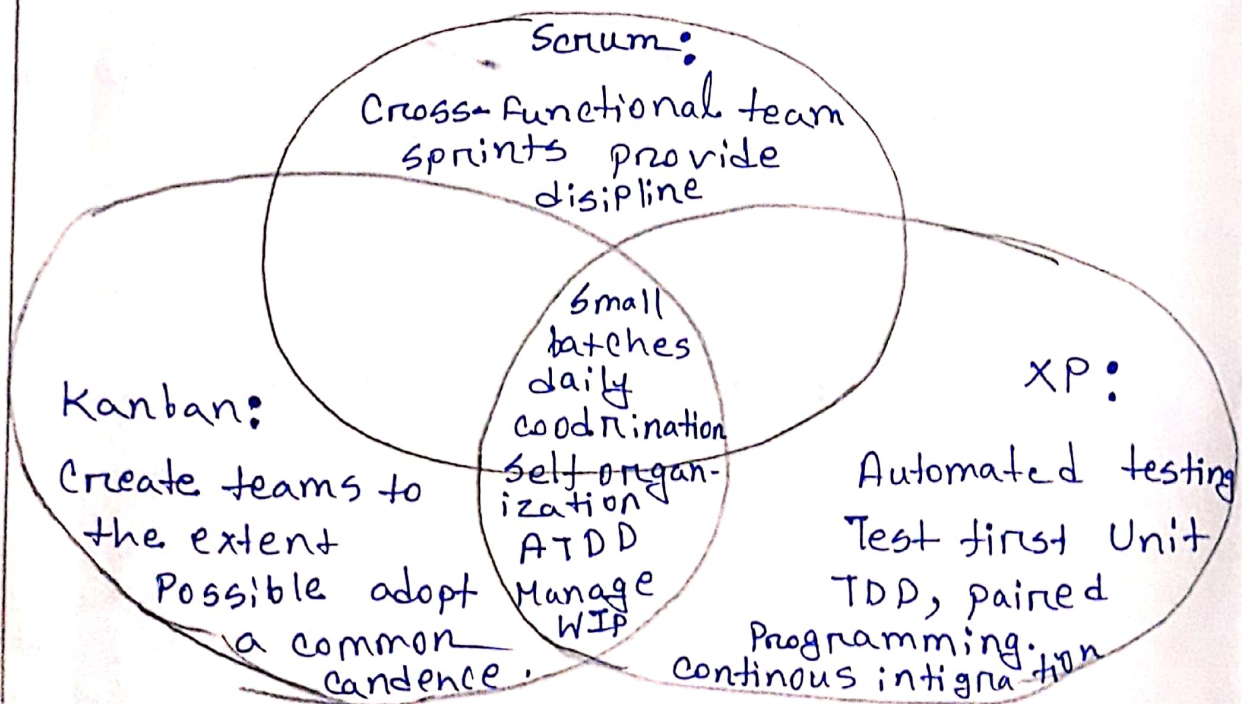 Scrum:
Cross-functional team
sprints provide
disipline
Small
batches
daily
coodrination
Self-organ-
ization
ATDD
Manage
WIP
Kanban:
Create teams to
the extent
Possible adopt
a common
candence.
XP:
Automated testing
Test first Unit
TDD, paired
Programming.
continous intigration